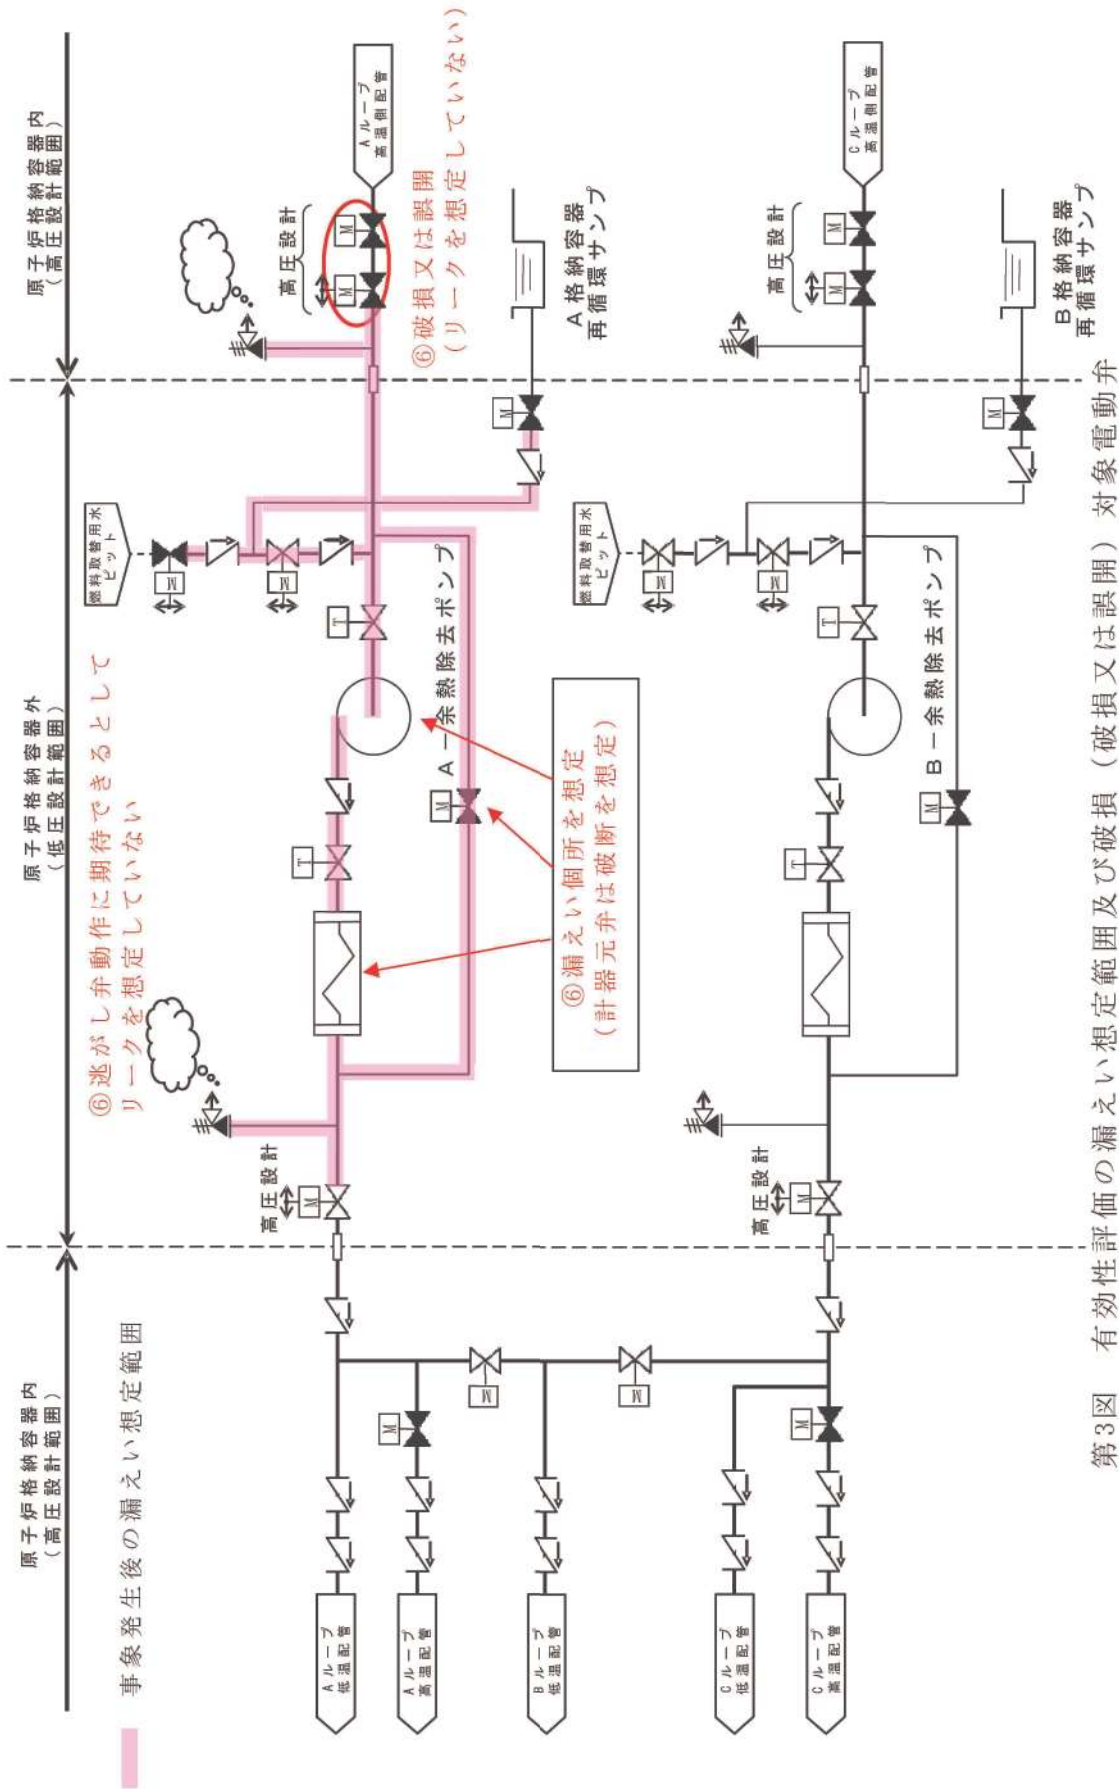 原子炉格納容器内
(高圧設計範囲)
原子炉格納容器外
(低圧設計範囲)
原子炉格納容器内
(高圧設計範囲)
事象発生後の漏えい想定範囲
⑥逃がし弁動作に期待できるとして
リークを想定していない
燃料取替用水
ピット
高圧設計
M
M
M
Aループ
高温側配管
⑥破損又は誤開
(リークを想定していない)
高圧設計
M
T
T
M
M
M
A格納容器
再循環サンプ
A－余熱除去ポンプ
⑥漏えい個所を想定
(計器元弁は破断を想定)
Aループ
低温配管
Aループ
高温配管
M
M
Bループ
低温配管
M
Cループ
低温配管
Cループ
高温配管
M
燃料取替用水
ピット
高圧設計
M
M
Cループ
高温側配管
高圧設計
M
T
T
M
M
M
M
B格納容器
再循環サンプ
B－余熱除去ポンプ
第3図 有効性評価の漏えい想定範囲及び破損(破損又は誤開)対象電動弁